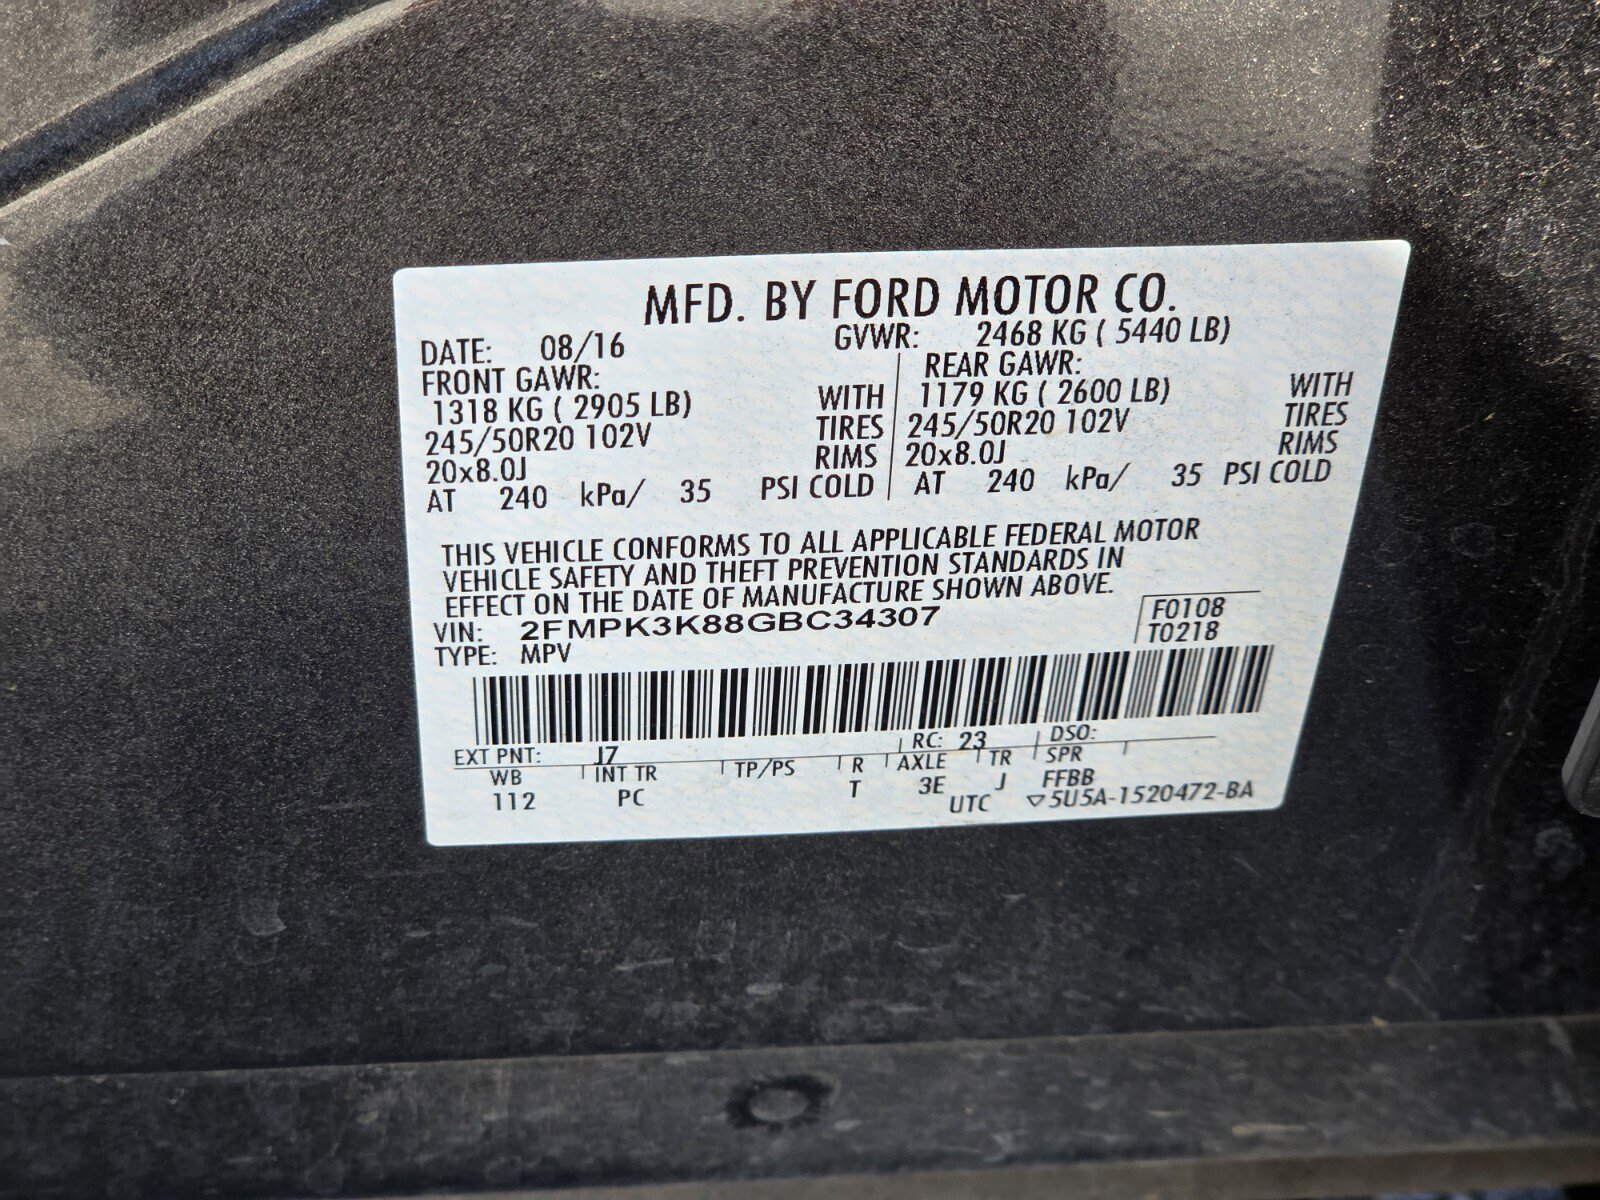 MFD. BY FORD MOTOR CO.
DATE: 08/16 GVWR: 2468 KG ( 5440 LB)
FRONT GAWR: REAR GAWR:
1318 KG ( 2905 LB) WITH 1179 KG ( 2600 LB) WITH
245/50R20 102V TIRES 245/50R20 102V TIRES
20x8.0J RIMS 20x8.0J RIMS
AT 240 kPa/ 35 PSI COLD AT 240 kPa/ 35 PSI COLD
THIS VEHICLE CONFORMS TO ALL APPLICABLE FEDERAL MOTOR
VEHICLE SAFETY AND THEFT PREVENTION STANDARDS IN
EFFECT ON THE DATE OF MANUFACTURE SHOWN ABOVE.
VIN: 2FMPK3K88GBC34307 F0108
TYPE: MPV T0218
EXT PNT: J7 RC: 23 DSO:
WB INT TR TP/PS R AXLE TR SPR
112 PC T 3E J FFBB
UTC ▽5U5A-1520472-BA